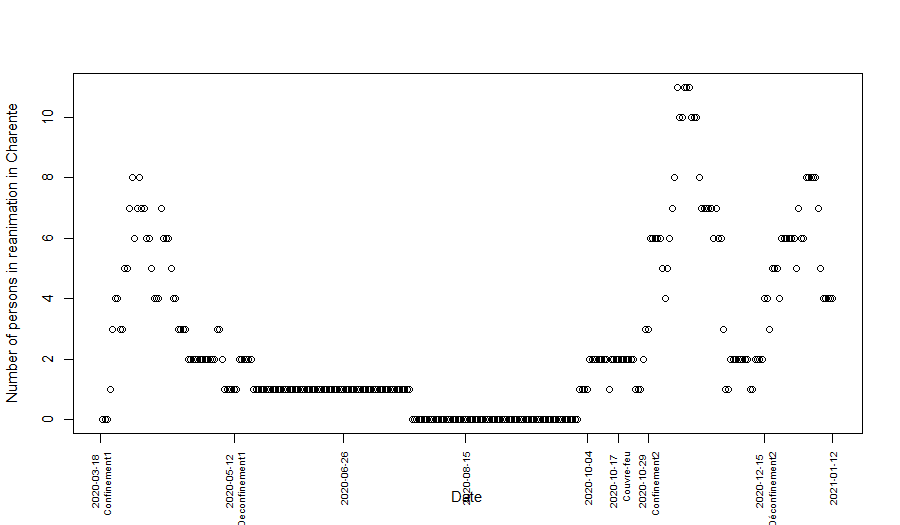 Number of persons in reanimation in Charente
10
8
6
4
2
0
2020-03-18
Confinement1
2020-05-12
Deconfinement1
2020-06-26
2020-08-15
2020-10-04
2020-10-17
Couvre-feu
2020-10-29
Confinement2
2020-12-15
Déconfinement2
2021-01-12
Date